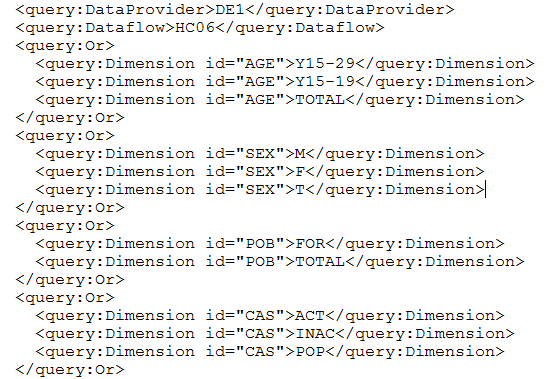 <query:DataProvider>DE1</query:DataProvider>
<query:Dataflow>HC06</query:Dataflow>
<query:Or>
  <query:Dimension id="AGE">Y15-29</query:Dimension>
  <query:Dimension id="AGE">Y15-19</query:Dimension>
  <query:Dimension id="AGE">TOTAL</query:Dimension>
</query:Or>
<query:Or>
  <query:Dimension id="SEX">M</query:Dimension>
  <query:Dimension id="SEX">F</query:Dimension>
  <query:Dimension id="SEX">T</query:Dimension>
</query:Or>
<query:Or>
  <query:Dimension id="POB">FOR</query:Dimension>
  <query:Dimension id="POB">TOTAL</query:Dimension>
</query:Or>
<query:Or>
  <query:Dimension id="CAS">ACT</query:Dimension>
  <query:Dimension id="CAS">INAC</query:Dimension>
  <query:Dimension id="CAS">POP</query:Dimension>
</query:Or>